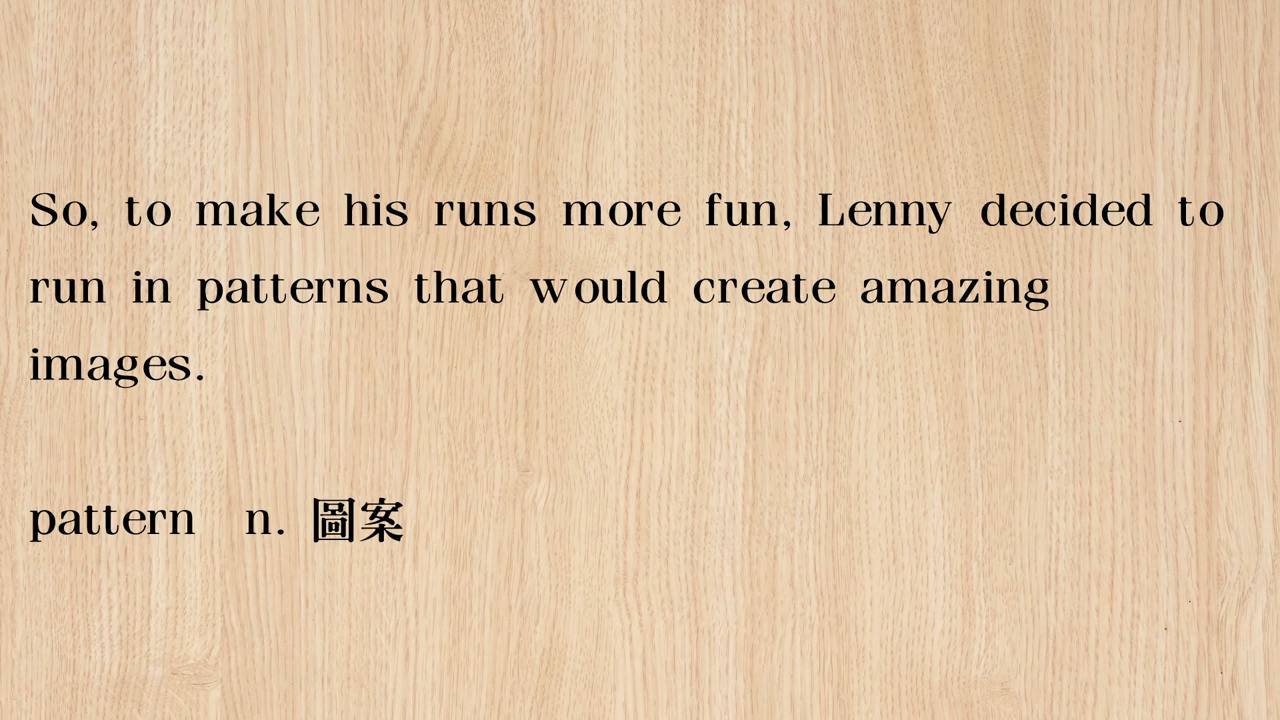 So, to make his runs more fun, Lenny decided to
run in patterns that would create amazing
images.
pattern n. 圖案